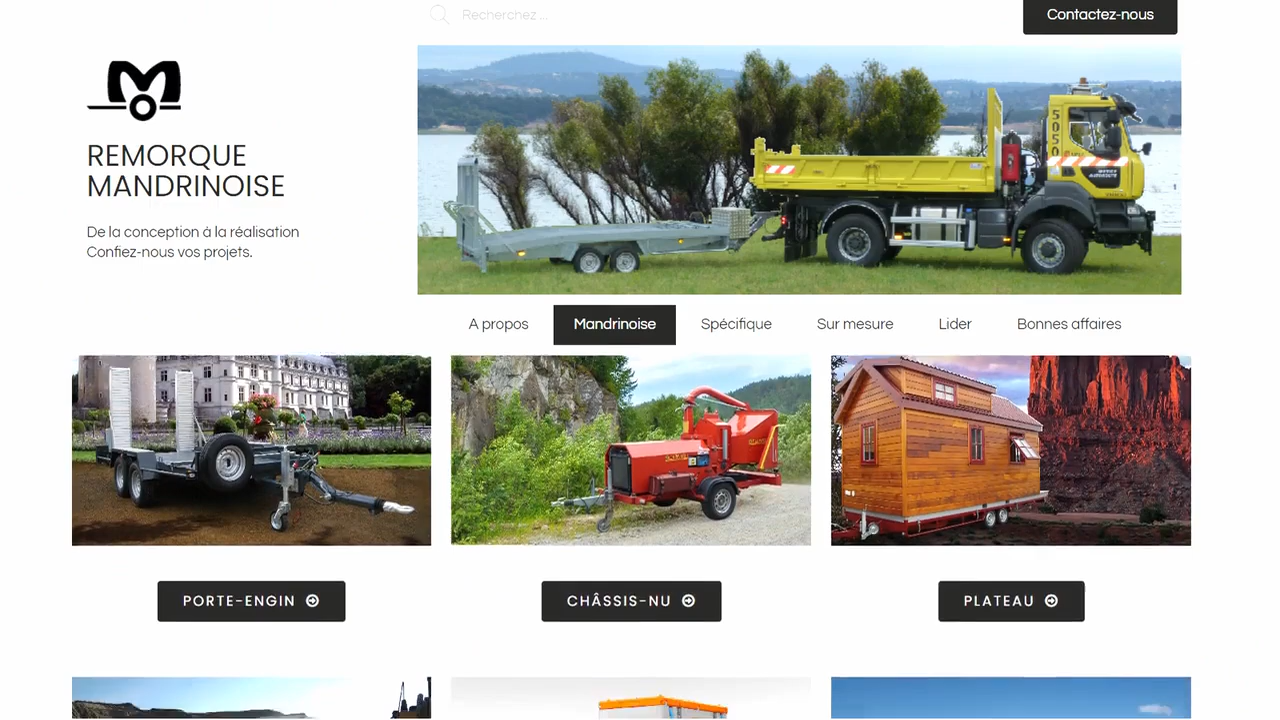 Recherchez ...
Contactez-nous
REMORQUE
MANDRINOISE
De la conception à la réalisation
Confiez-nous vos projets.
5050
A propos
Mandrinoise
Spécifique
Sur mesure
Lider
Bonnes affaires
PORTE-ENGIN
CHÂSSIS-NU
PLATEAU